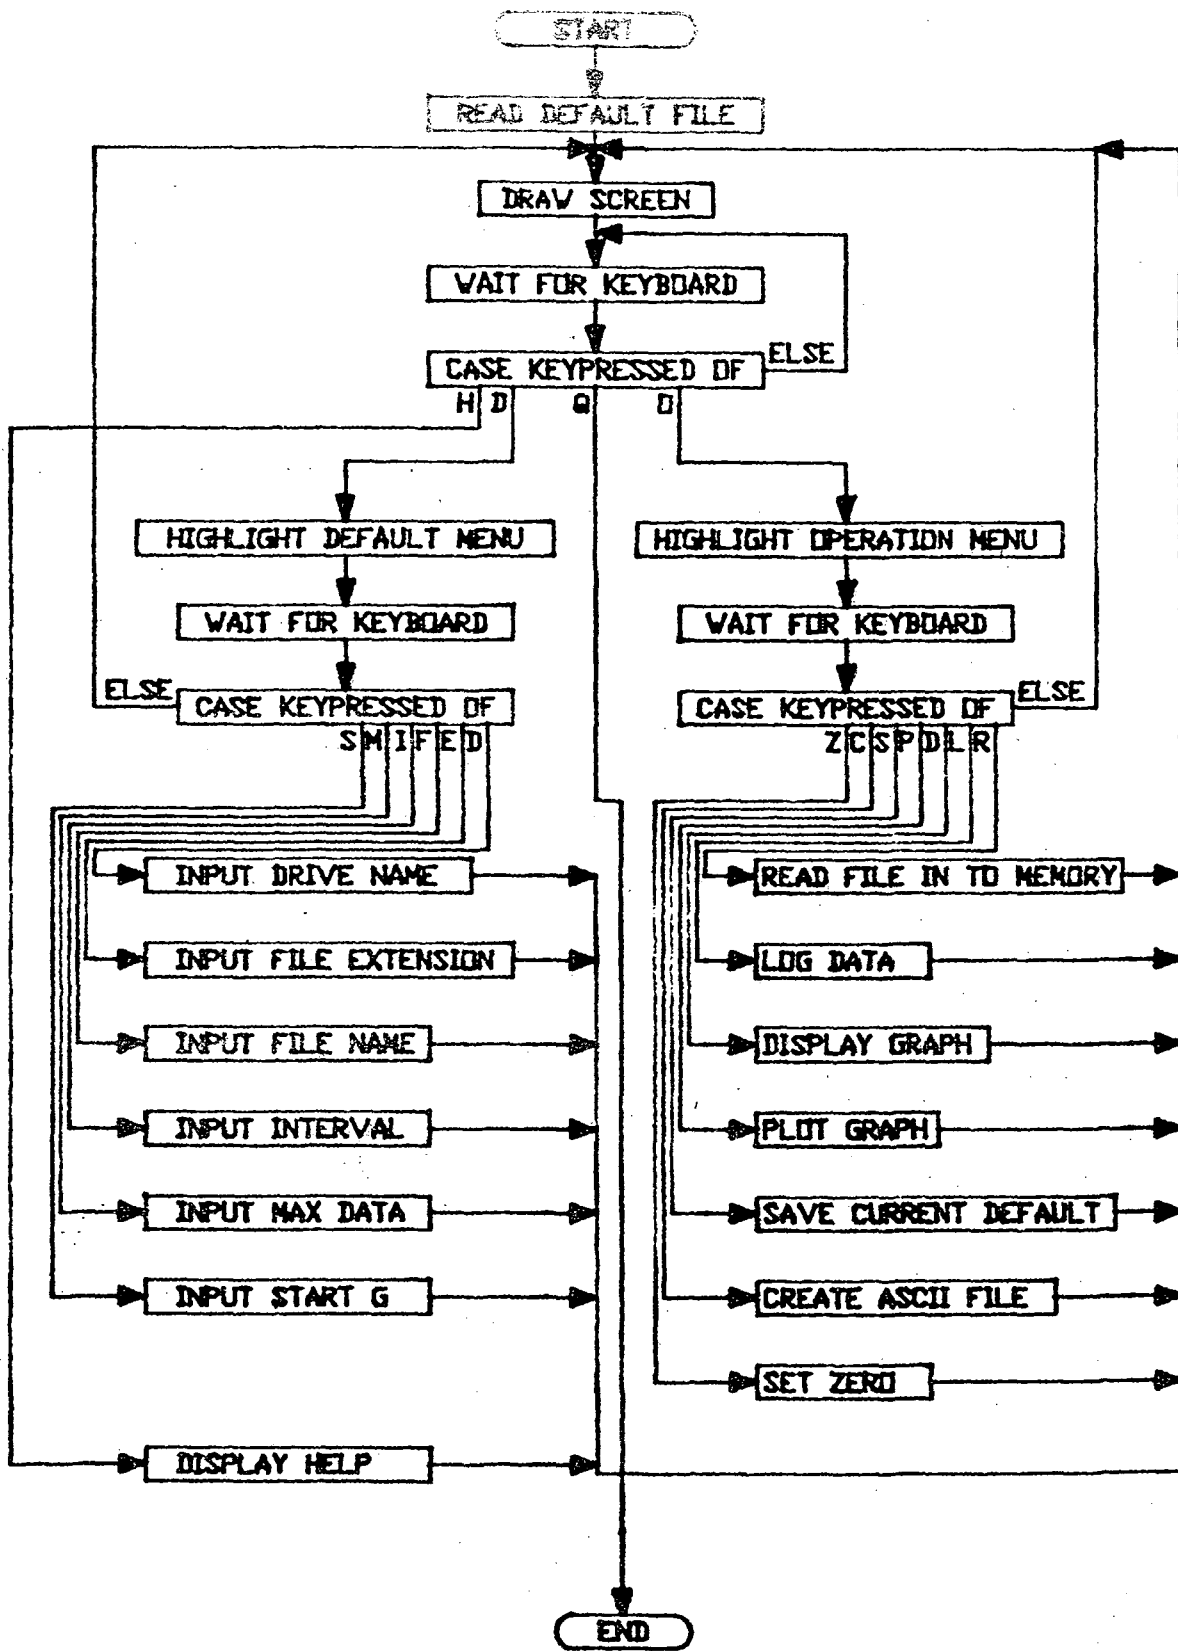 START
READ DEFAULT FILE
DRAW SCREEN
WAIT FOR KEYBOARD
CASE KEYPRESSED OF
ELSE
H D Q O
HIGHLIGHT DEFAULT MENU
HIGHLIGHT OPERATION MENU
WAIT FOR KEYBOARD
WAIT FOR KEYBOARD
ELSE
CASE KEYPRESSED OF
CASE KEYPRESSED OF
ELSE
S M I F E D
Z C S P D L R
INPUT DRIVE NAME
READ FILE IN TO MEMORY
INPUT FILE EXTENSION
LOG DATA
INPUT FILE NAME
DISPLAY GRAPH
INPUT INTERVAL
PLOT GRAPH
INPUT MAX DATA
SAVE CURRENT DEFAULT
INPUT START G
CREATE ASCII FILE
SET ZERO
DISPLAY HELP
END